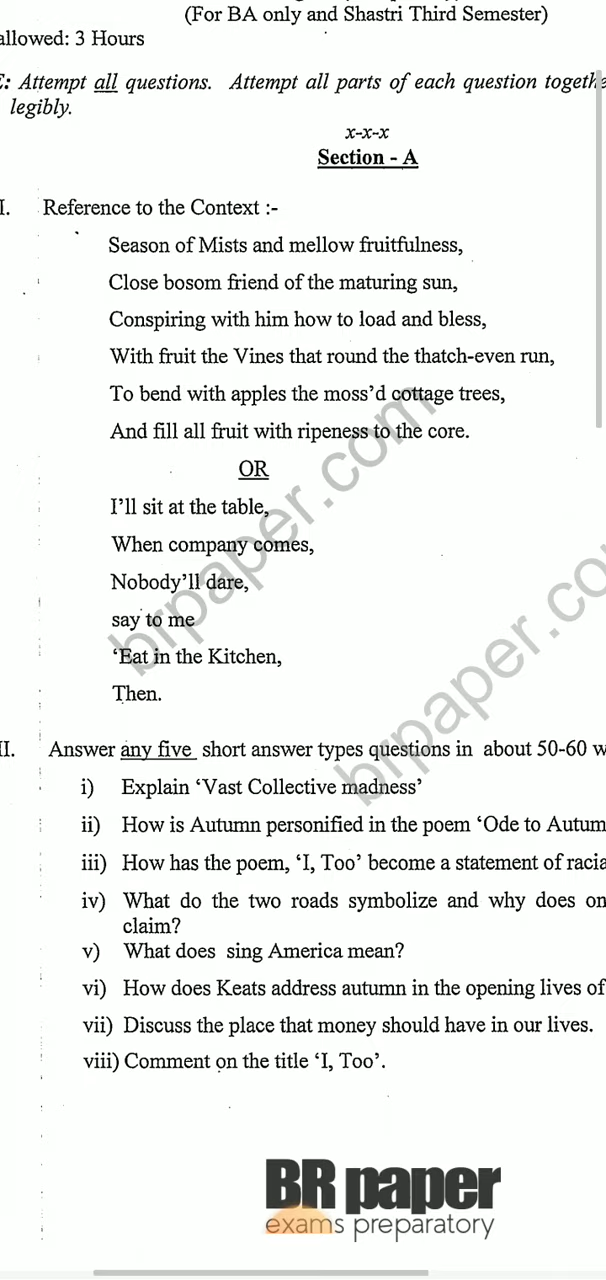 (For BA only and Shastri Third Semester)
allowed: 3 Hours
E: Attempt all questions. Attempt all parts of each question togethe
legibly.
x-x-x
Section - A
I. Reference to the Context :-
Season of Mists and mellow fruitfulness,
Close bosom friend of the maturing sun,
Conspiring with him how to load and bless,
With fruit the Vines that round the thatch-even run,
To bend with apples the moss’d cottage trees,
And fill all fruit with ripeness to the core.
OR
I’ll sit at the table,
When company comes,
Nobody’ll dare,
say to me
‘Eat in the Kitchen,
Then.
II. Answer any five short answer types questions in about 50-60 w
i) Explain ‘Vast Collective madness’
ii) How is Autumn personified in the poem ‘Ode to Autum
iii) How has the poem, ‘I, Too’ become a statement of racia
iv) What do the two roads symbolize and why does on
claim?
v) What does sing America mean?
vi) How does Keats address autumn in the opening lives of
vii) Discuss the place that money should have in our lives.
viii) Comment on the title ‘I, Too’.
brpaper.com
brpaper.co
BR paper
exams preparatory